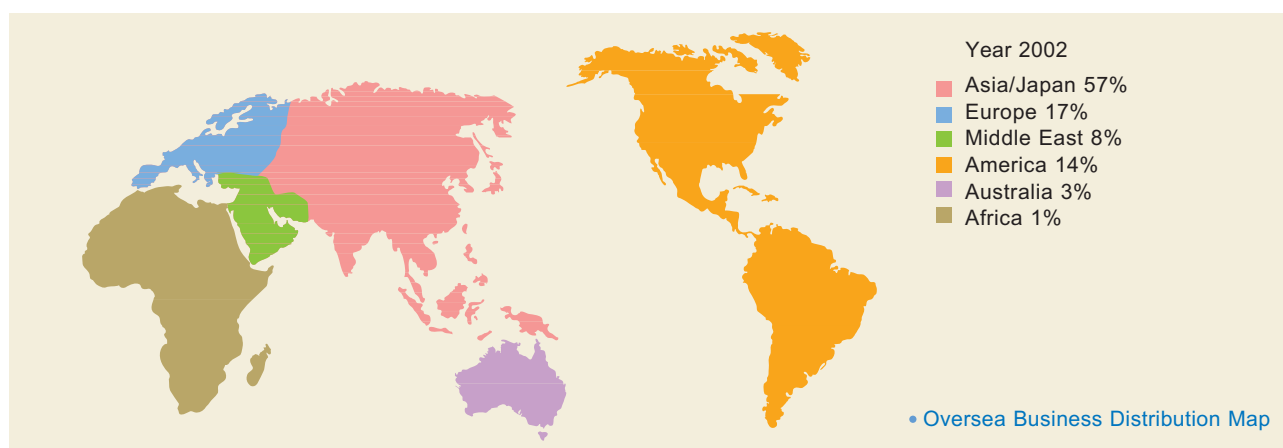 Year 2002
Asia/Japan 57%
Europe 17%
Middle East 8%
America 14%
Australia 3%
Africa 1%
• Oversea Business Distribution Map